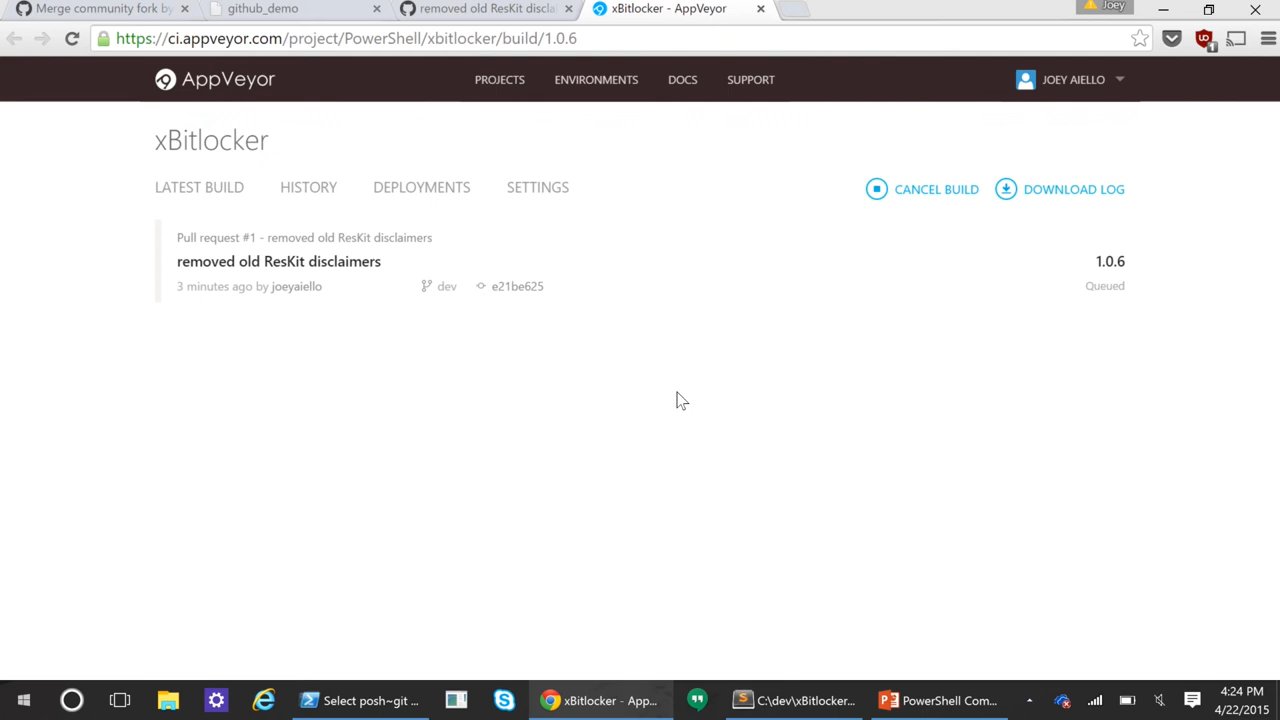 Merge community fork by
github_demo
removed old ResKit discla
xBitlocker - AppVeyor
Joey
https://ci.appveyor.com/project/PowerShell/xbitlocker/build/1.0.6
AppVeyor
PROJECTS
ENVIRONMENTS
DOCS
SUPPORT
JOEY AIELLO
xBitlocker
LATEST BUILD
HISTORY
DEPLOYMENTS
SETTINGS
CANCEL BUILD
DOWNLOAD LOG
Pull request #1 - removed old ResKit disclaimers
removed old ResKit disclaimers
1.0.6
3 minutes ago by joeyaiello
dev
e21be625
Queued
Select posh~git ...
xBitlocker - App...
C:\dev\xBitlocker...
PowerShell Com...
4:24 PM
4/22/2015